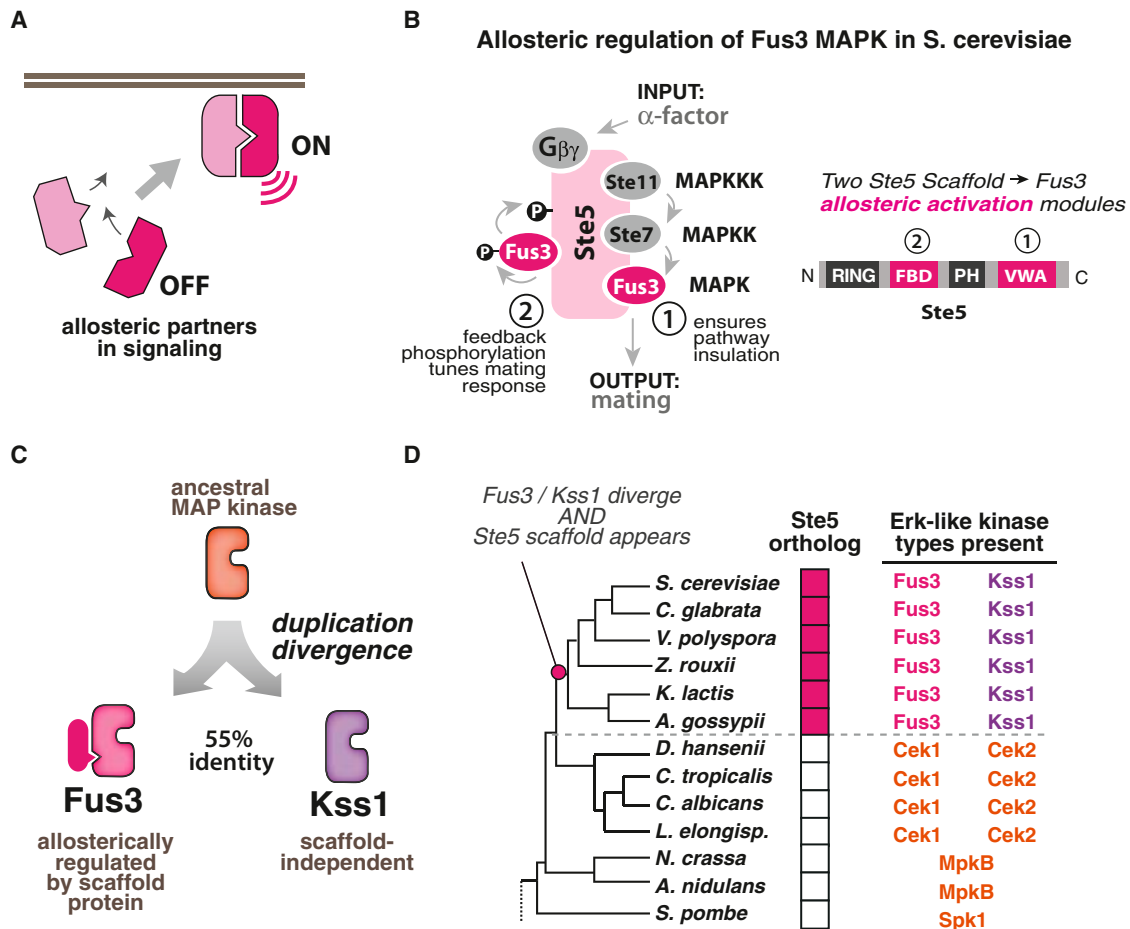 A
ON
OFF
allosteric partners
in signaling
B
Allosteric regulation of Fus3 MAPK in S. cerevisiae
INPUT:
α-factor
Gβγ
Ste5
Ste11
MAPKKK
Ste7
MAPKK
Fus3
MAPK
P
P
Fus3
2
feedback
phosphorylation
tunes mating
response
1
ensures
pathway
insulation
OUTPUT:
mating
Two Ste5 Scaffold → Fus3
allosteric activation modules
2 1
N RING FBD PH VWA C
Ste5
C
ancestral
MAP kinase
duplication
divergence
55%
identity
Fus3
allosterically
regulated
by scaffold
protein
Kss1
scaffold-
independent
D
Fus3 / Kss1 diverge
AND
Ste5 scaffold appears
Ste5
ortholog
Erk-like kinase
types present
S. cerevisiae Fus3 Kss1
C. glabrata Fus3 Kss1
V. polyspora Fus3 Kss1
Z. rouxii Fus3 Kss1
K. lactis Fus3 Kss1
A. gossypii Fus3 Kss1
D. hansenii Cek1 Cek2
C. tropicalis Cek1 Cek2
C. albicans Cek1 Cek2
L. elongisp. Cek1 Cek2
N. crassa MpkB
A. nidulans MpkB
S. pombe Spk1